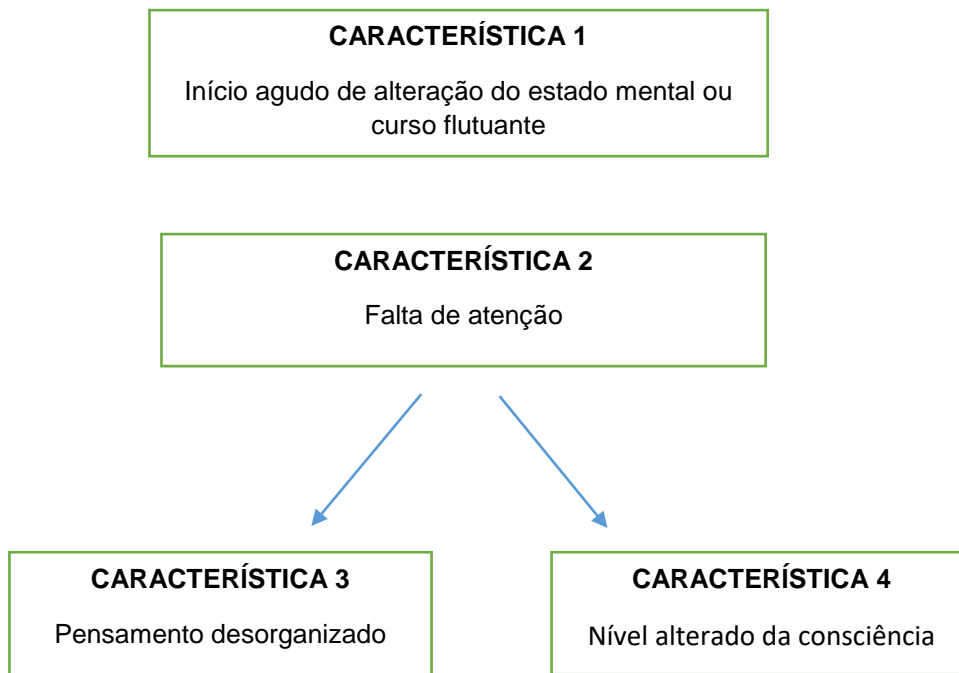 CARACTERÍSTICA 1
Início agudo de alteração do estado mental ou
curso flutuante
CARACTERÍSTICA 2
Falta de atenção
CARACTERÍSTICA 3
Pensamento desorganizado
CARACTERÍSTICA 4
Nível alterado da consciência